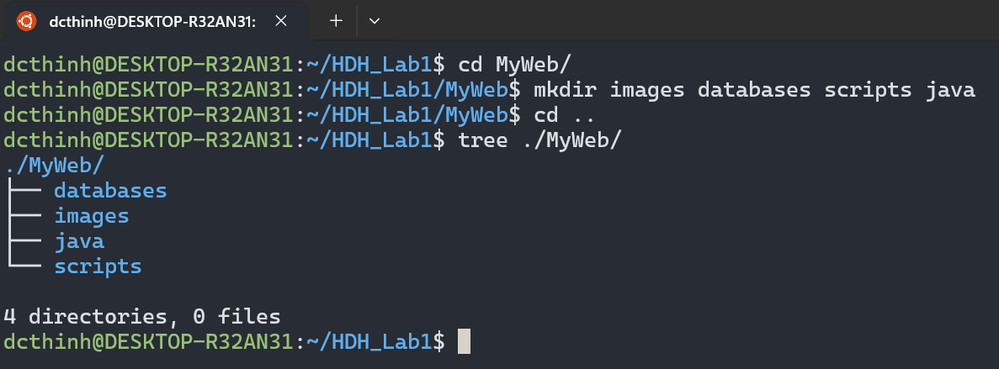 dcthinh@DESKTOP-R32AN31:
dcthinh@DESKTOP-R32AN31:~/HDH_Lab1$ cd MyWeb/
dcthinh@DESKTOP-R32AN31:~/HDH_Lab1/MyWeb$ mkdir images databases scripts java
dcthinh@DESKTOP-R32AN31:~/HDH_Lab1/MyWeb$ cd ..
dcthinh@DESKTOP-R32AN31:~/HDH_Lab1$ tree ./MyWeb/
./MyWeb/
├── databases
├── images
├── java
└── scripts
4 directories, 0 files
dcthinh@DESKTOP-R32AN31:~/HDH_Lab1$